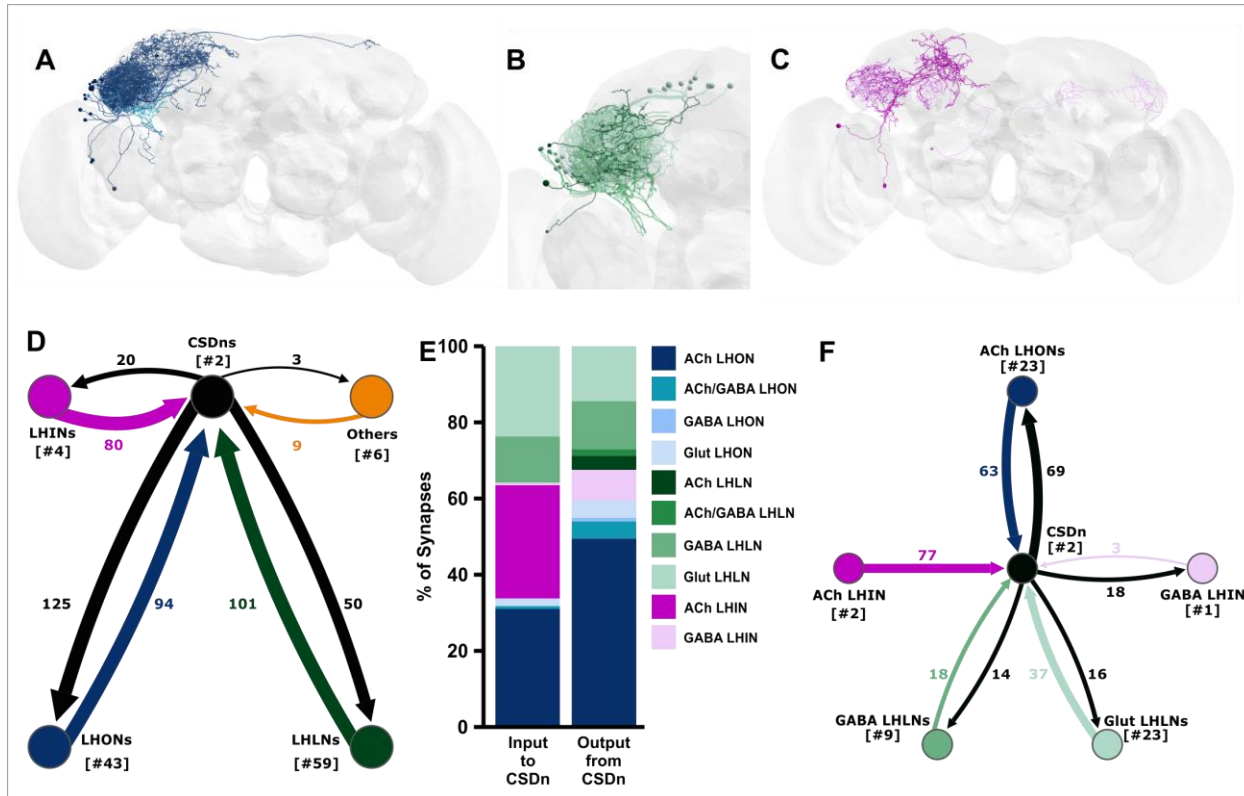 A
B
C
D
CSDns
[#2]
20
3
LHINs
[#4]
80
9
Others
[#6]
125
94
101
50
LHONs
[#43]
LHLNs
[#59]
E
% of Synapses
100
80
60
40
20
0
Input
to
CSDn
Output
from
CSDn
ACh LHON
ACh/GABA LHON
GABA LHON
Glut LHON
ACh LHLN
ACh/GABA LHLN
GABA LHLN
Glut LHLN
ACh LHIN
GABA LHIN
F
ACh LHONs
[#23]
63
69
CSDn
[#2]
77
3
ACh LHIN
[#2]
18
GABA LHIN
[#1]
18
14
37
16
GABA LHLNs
[#9]
Glut LHLNs
[#23]